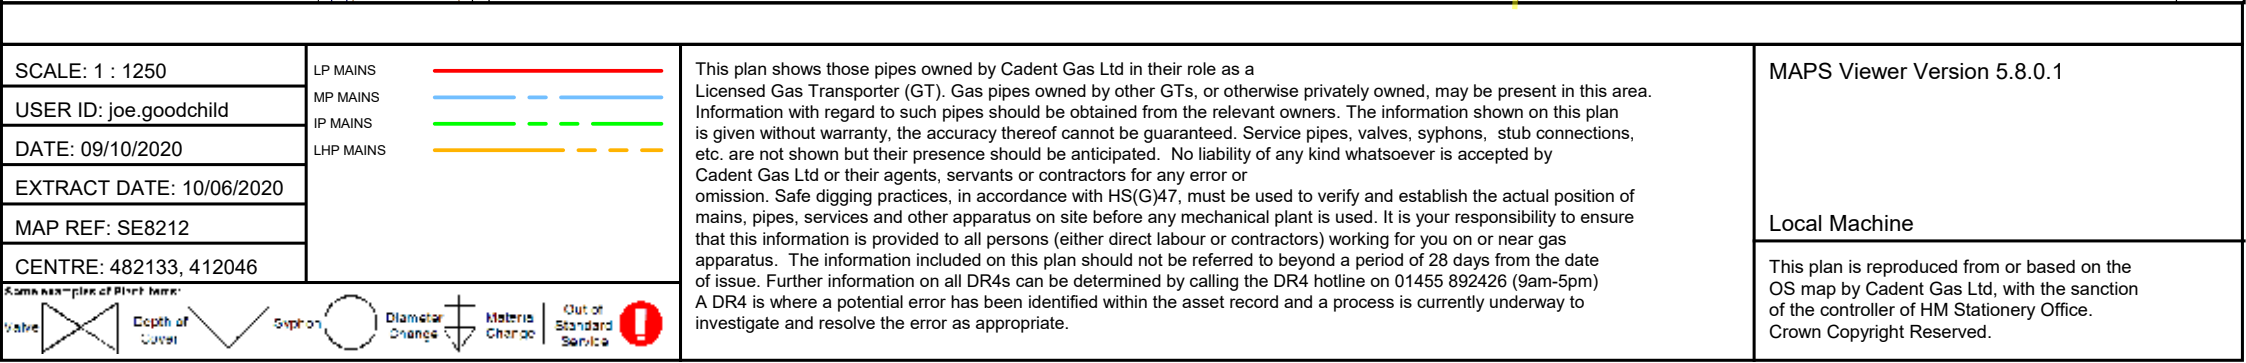 SCALE: 1 : 1250
USER ID: joe.goodchild
DATE: 09/10/2020
EXTRACT DATE: 10/06/2020
MAP REF: SE8212
CENTRE: 482133, 412046
LP MAINS
MP MAINS
IP MAINS
LHP MAINS
Some examples of Plant Items:
Valve
Depth of
Cover
Syphon
Diameter
Change
Material
Change
Out of
Standard
Service
This plan shows those pipes owned by Cadent Gas Ltd in their role as a
Licensed Gas Transporter (GT). Gas pipes owned by other GTs, or otherwise privately owned, may be present in this area.
Information with regard to such pipes should be obtained from the relevant owners. The information shown on this plan
is given without warranty, the accuracy thereof cannot be guaranteed. Service pipes, valves, syphons, stub connections,
etc. are not shown but their presence should be anticipated. No liability of any kind whatsoever is accepted by
Cadent Gas Ltd or their agents, servants or contractors for any error or
omission. Safe digging practices, in accordance with HS(G)47, must be used to verify and establish the actual position of
mains, pipes, services and other apparatus on site before any mechanical plant is used. It is your responsibility to ensure
that this information is provided to all persons (either direct labour or contractors) working for you on or near gas
apparatus. The information included on this plan should not be referred to beyond a period of 28 days from the date
of issue. Further information on all DR4s can be determined by calling the DR4 hotline on 01455 892426 (9am-5pm)
A DR4 is where a potential error has been identified within the asset record and a process is currently underway to
investigate and resolve the error as appropriate.
MAPS Viewer Version 5.8.0.1
Local Machine
This plan is reproduced from or based on the
OS map by Cadent Gas Ltd, with the sanction
of the controller of HM Stationery Office.
Crown Copyright Reserved.